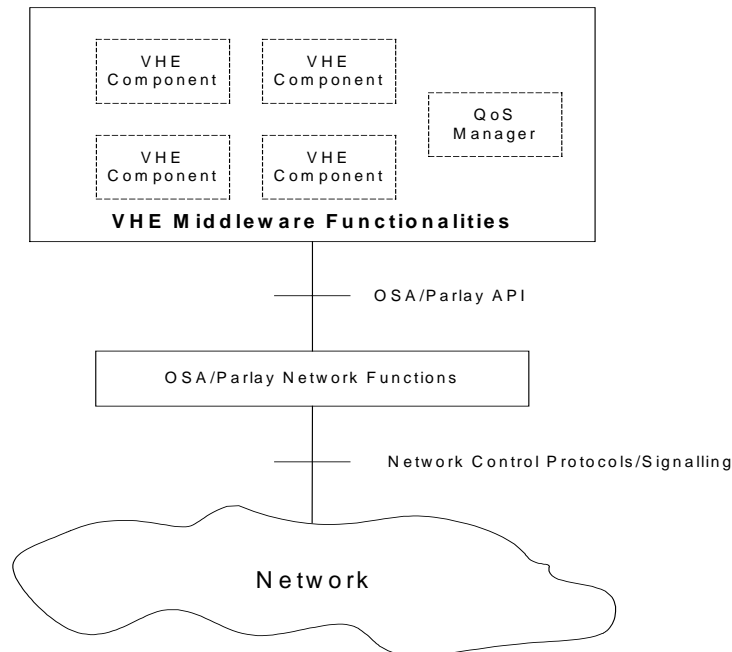 VHE
Component
VHE
Component
QoS
Manager
VHE
Component
VHE
Component
VHE Middleware Functionalities
OSA/Parlay API
OSA/Parlay Network Functions
Network Control Protocols/Signalling
Network